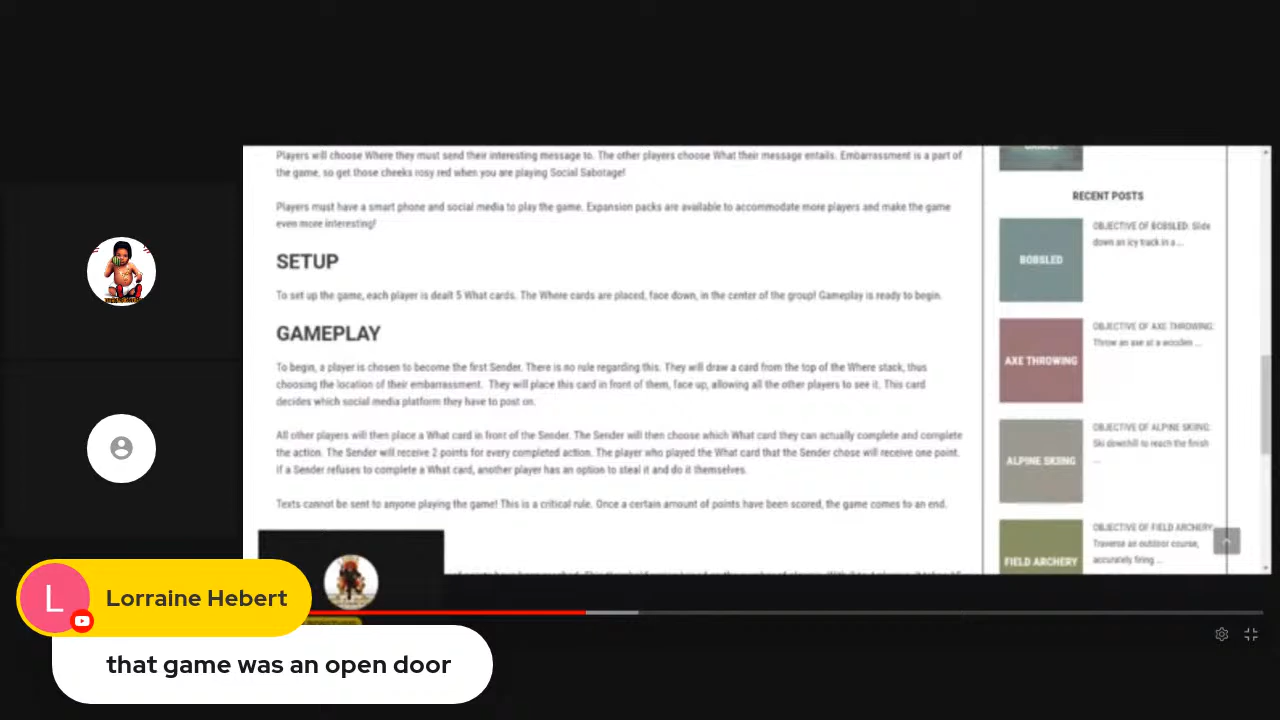 Players will choose Where they must send their interesting message to. The other players choose What their message entails. Embarrassment is a part of
the game, so get those cheeks rosy red when you are playing Social Sabotage!
Players must have a smart phone and social media to play the game. Expansion packs are available to accommodate more players and make the game
even more interesting!
SETUP
To set up the game, each player is dealt 5 What cards. The Where cards are placed, face down, in the center of the group! Gameplay is ready to begin.
GAMEPLAY
To begin, a player is chosen to become the first Sender. There is no rule regarding this. They will draw a card from the top of the Where stack, thus
choosing the location of their embarrassment. They will place this card in front of them, face up, allowing all the other players to see it. This card
decides which social media platform they have to post on.
All other players will then place a What card in front of the Sender. The Sender will then choose which What card they can actually complete and complete
the action. The Sender will receive 2 points for every completed action. The player who played the What card that the Sender chose will receive one point.
If a Sender refuses to complete a What card, another player has an option to steal it and do it themselves.
Texts cannot be sent to anyone playing the game! This is a critical rule. Once a certain amount of points have been scored, the game comes to an end.
RECENT POSTS
BOBSLED
OBJECTIVE OF BOBSLED: Slide
down an icy track in a ...
AXE THROWING
OBJECTIVE OF AXE THROWING:
Throw an axe at a wooden ...
ALPINE SKIING
OBJECTIVE OF ALPINE SKIING:
Ski downhill to reach the finish
...
FIELD ARCHERY
OBJECTIVE OF FIELD ARCHERY:
Traverse an outdoor course,
accurately firing ...
L
Lorraine Hebert
that game was an open door